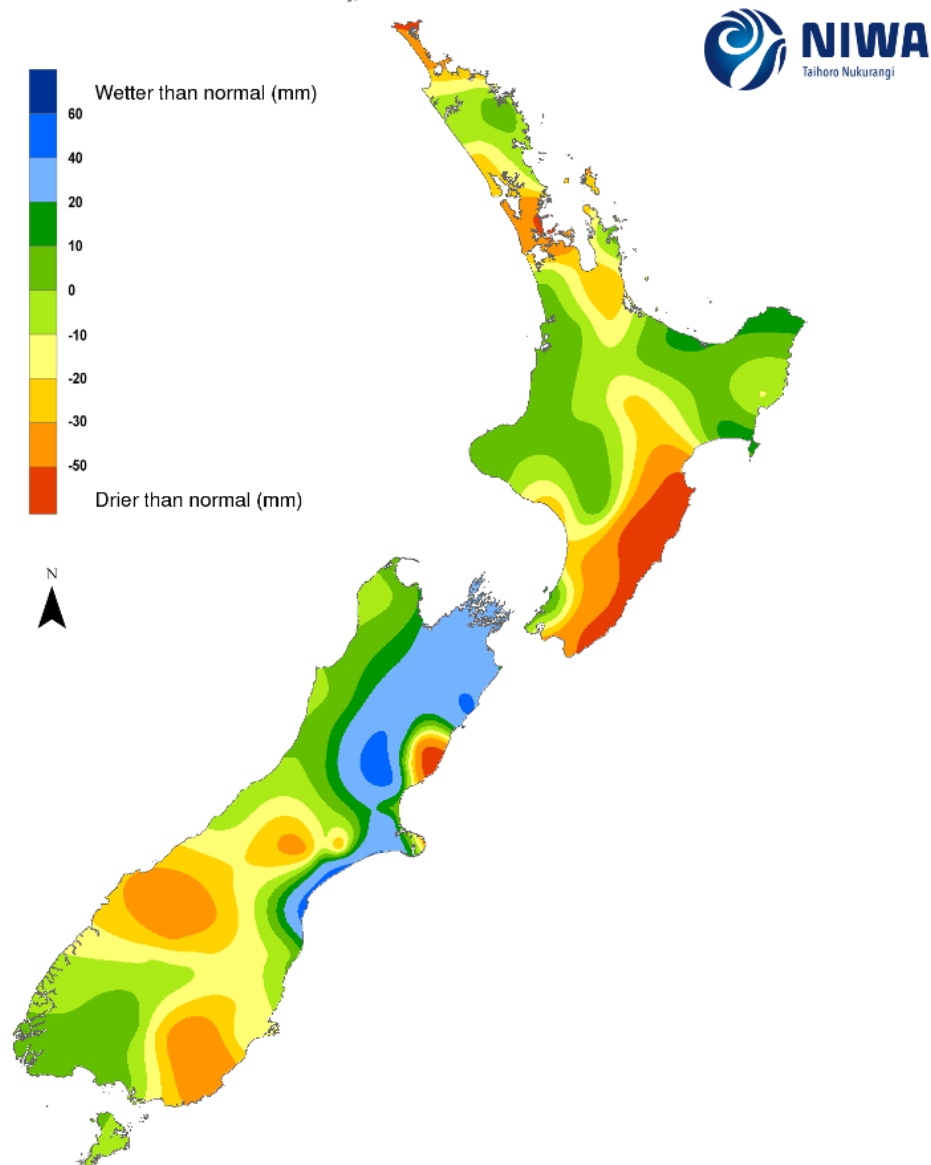 NIWA
Taihoro Nukurangi
Wetter than normal (mm)
60
40
20
10
0
-10
-20
-30
-50
Drier than normal (mm)
N